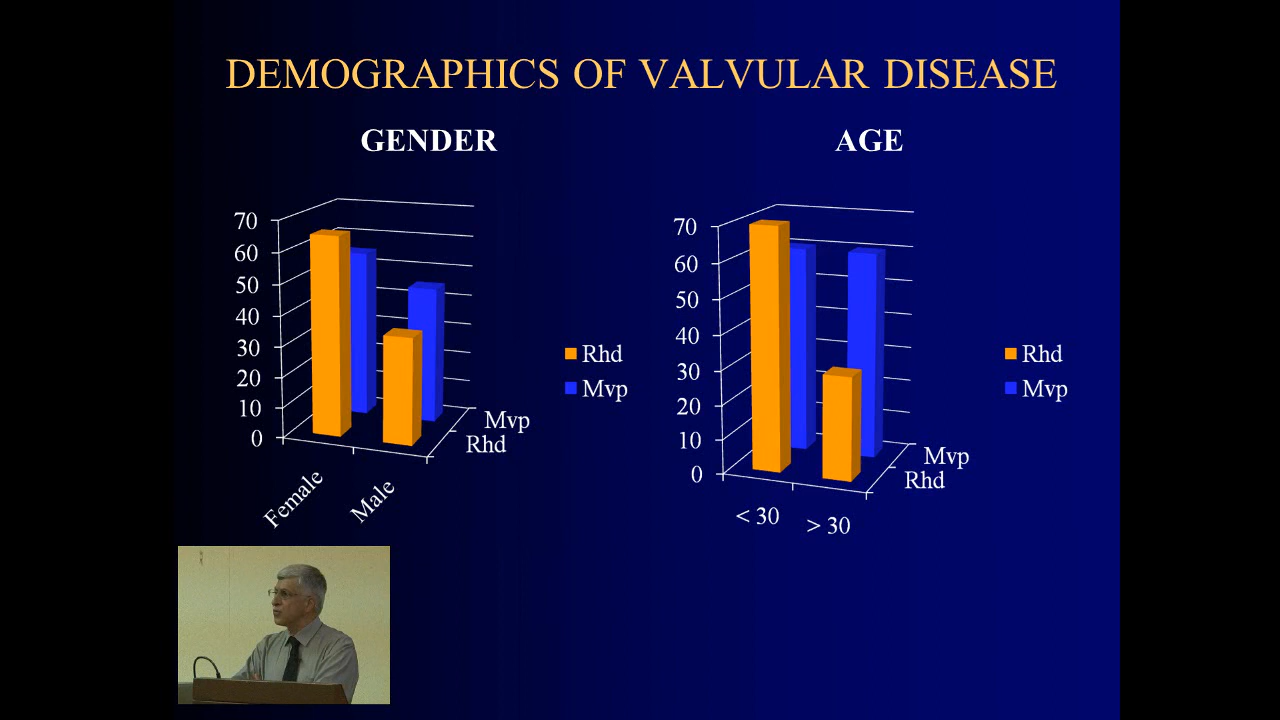 DEMOGRAPHICS OF VALVULAR DISEASE
GENDER
70
60
50
40
30
20
10
0
Female
Male
Mvp
Rhd
Rhd
Mvp
AGE
70
60
50
40
30
20
10
0
< 30
> 30
Mvp
Rhd
Rhd
Mvp